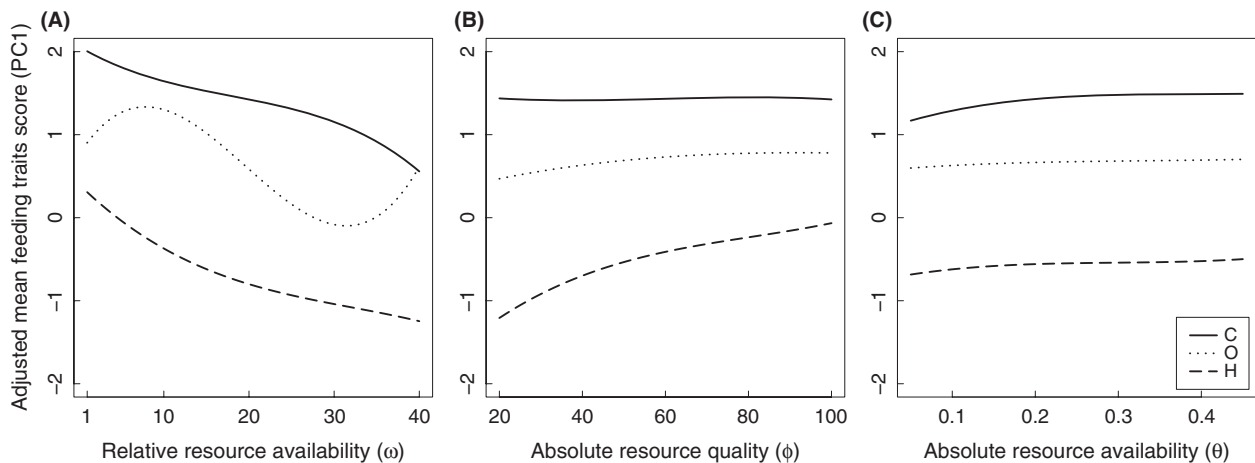 (A)
(B)
(C)
Adjusted mean feeding traits score (PC1)
2
1
0
−1
−2
1 10 20 30 40
Relative resource availability (ω)
2
1
0
−1
−2
20 40 60 80 100
Absolute resource quality (ϕ)
2
1
0
−1
−2
0.1 0.2 0.3 0.4
Absolute resource availability (θ)
C
O
H